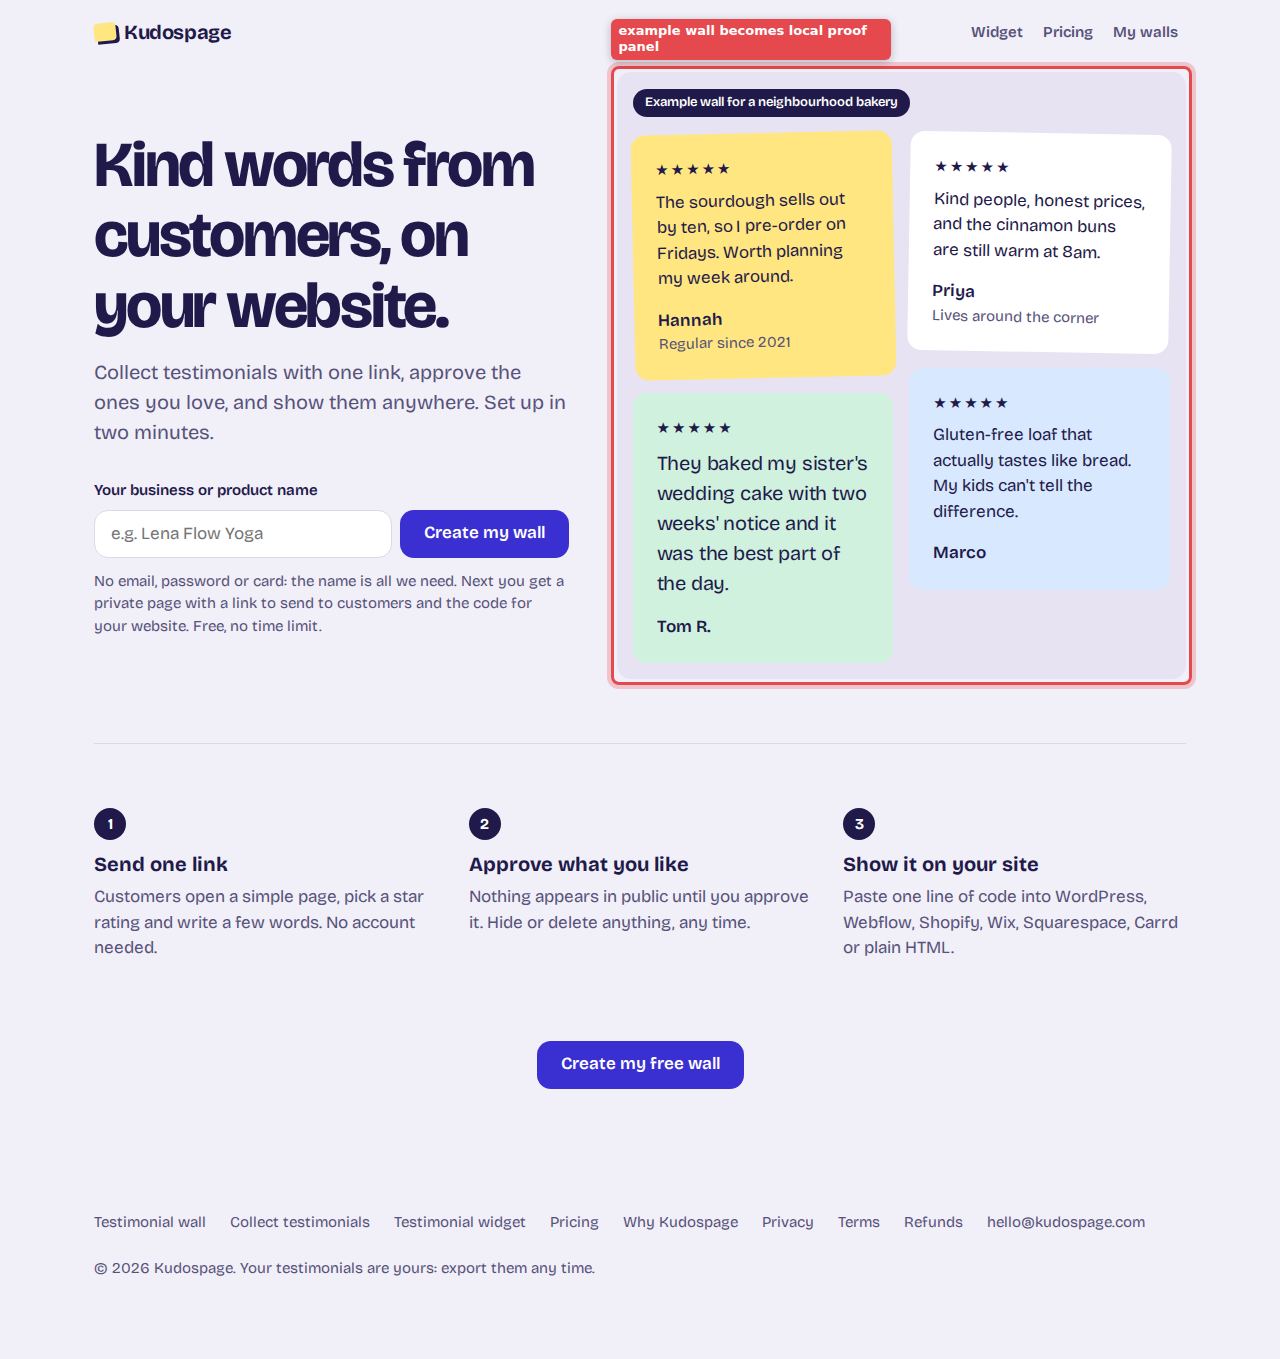 Kudospage
example wall becomes local proof
panel
Widget
Pricing
My walls
Kind words from
customers, on
your website.
Collect testimonials with one link, approve the
ones you love, and show them anywhere. Set up in
two minutes.
Your business or product name
e.g. Lena Flow Yoga
Create my wall
No email, password or card: the name is all we need. Next you get a
private page with a link to send to customers and the code for
your website. Free, no time limit.
Example wall for a neighbourhood bakery
★★★★★
The sourdough sells out
by ten, so I pre-order on
Fridays. Worth planning
my week around.
Hannah
Regular since 2021
★★★★★
They baked my sister's
wedding cake with two
weeks' notice and it
was the best part of
the day.
Tom R.
★★★★★
Kind people, honest prices,
and the cinnamon buns
are still warm at 8am.
Priya
Lives around the corner
★★★★★
Gluten-free loaf that
actually tastes like bread.
My kids can't tell the
difference.
Marco
1
Send one link
Customers open a simple page, pick a star
rating and write a few words. No account
needed.
2
Approve what you like
Nothing appears in public until you approve
it. Hide or delete anything, any time.
3
Show it on your site
Paste one line of code into WordPress,
Webflow, Shopify, Wix, Squarespace, Carrd
or plain HTML.
Create my free wall
Testimonial wall
Collect testimonials
Testimonial widget
Pricing
Why Kudospage
Privacy
Terms
Refunds
hello@kudospage.com
© 2026 Kudospage. Your testimonials are yours: export them any time.